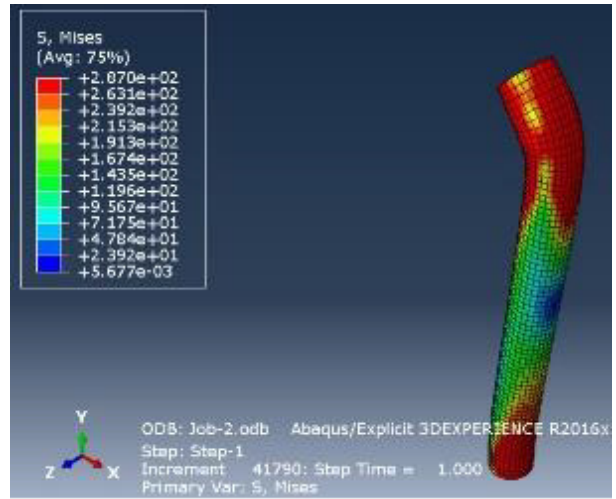 S, Mises
(Avg: 75%)
+2.870e+02
+2.631e+02
+2.392e+02
+2.153e+02
+1.913e+02
+1.674e+02
+1.435e+02
+1.196e+02
+9.567e+01
+7.175e+01
+4.784e+01
+2.392e+01
+5.677e-03
Y
Z X
ODB: Job-2.odb Abaqus/Explicit 3DEXPERIENCE R2016x
Step: Step-1
Increment 41790: Step Time = 1.000
Primary Var: S, Mises